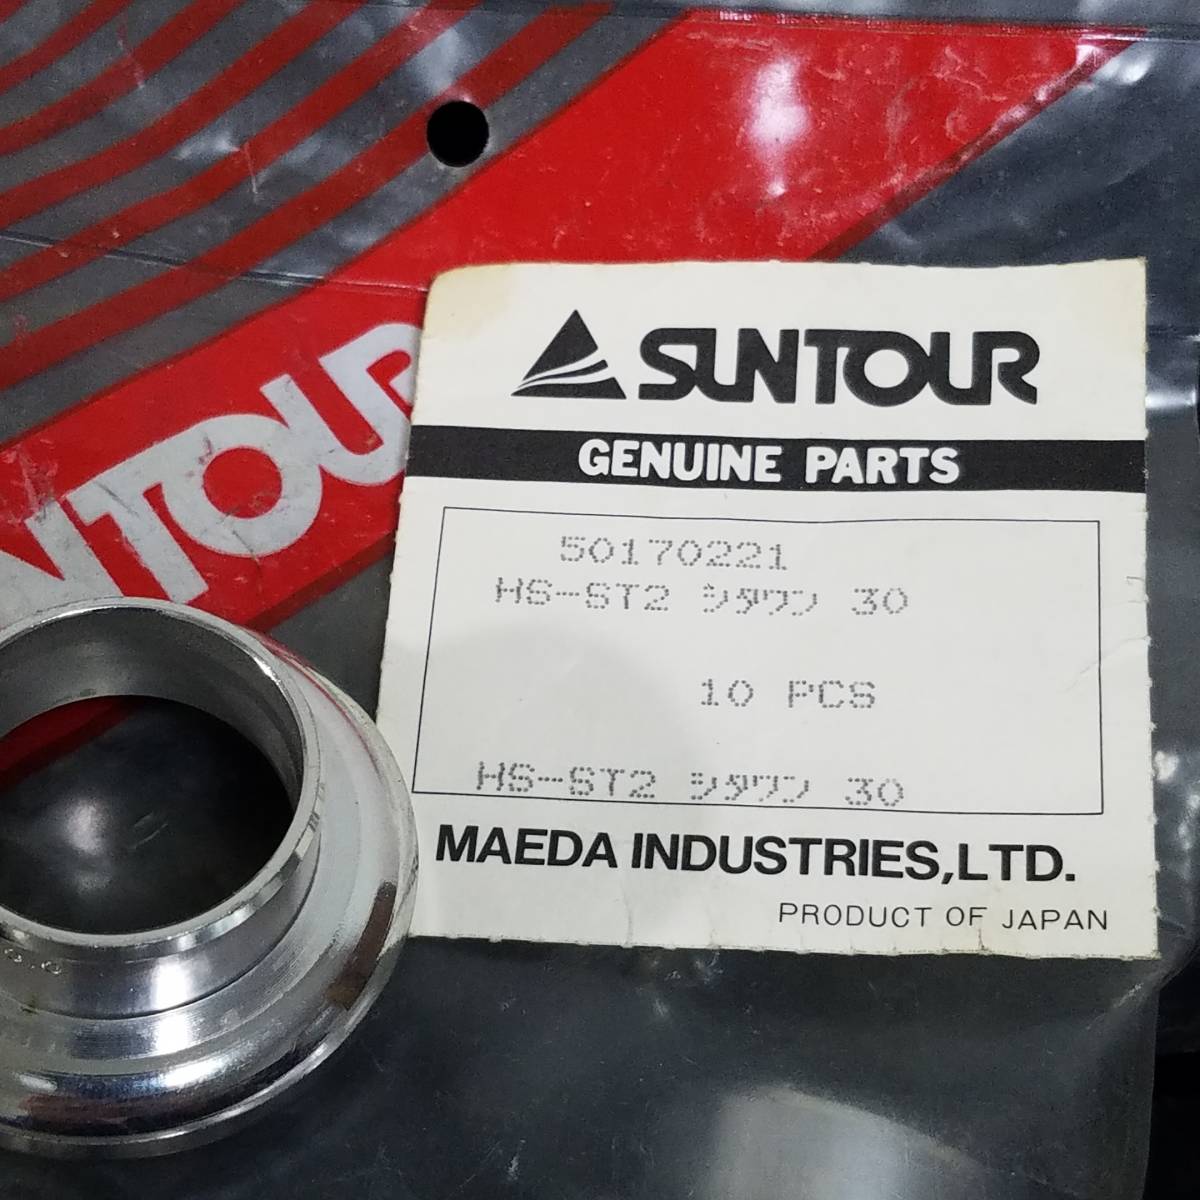 NTOUR
SUNTOUR
GENUINE PARTS
50170221
HS-ST2 シタワン 30
10 PCS
HS-ST2 シタワン 30
MAEDA INDUSTRIES,LTD.
PRODUCT OF JAPAN